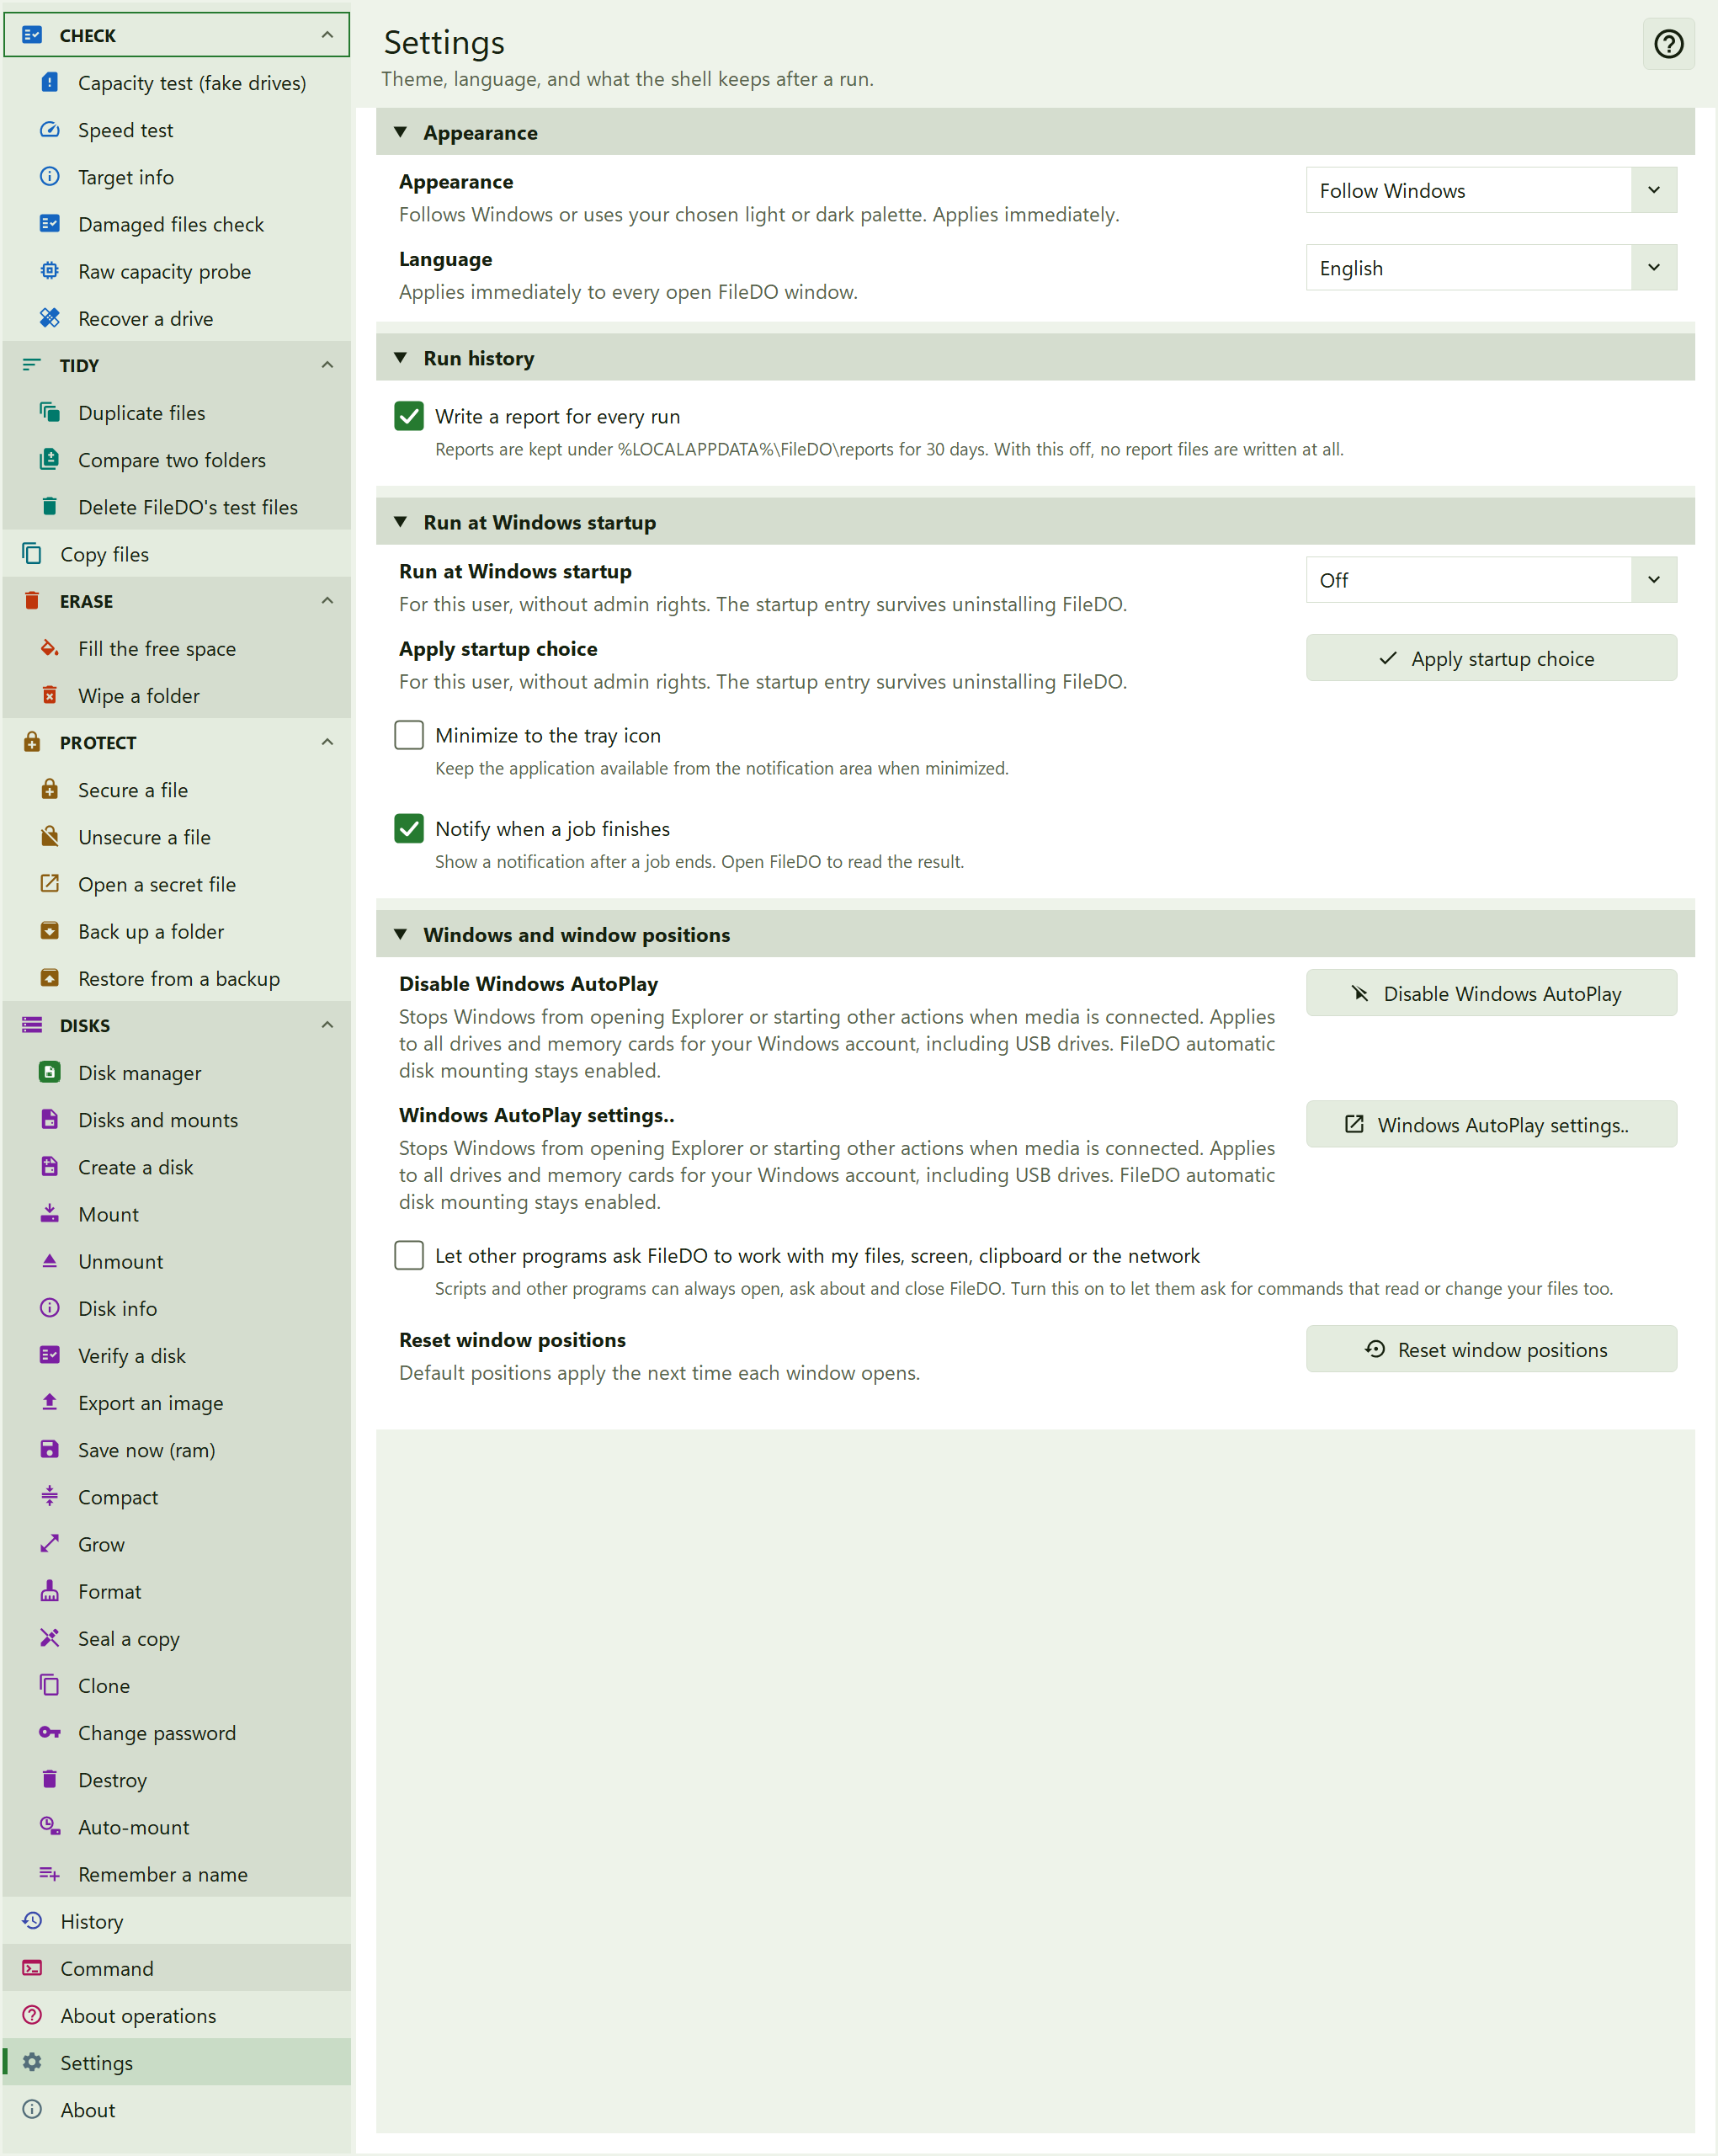 CHECK
Capacity test (fake drives)
Speed test
Target info
Damaged files check
Raw capacity probe
Recover a drive
TIDY
Duplicate files
Compare two folders
Delete FileDO's test files
Copy files
ERASE
Fill the free space
Wipe a folder
PROTECT
Secure a file
Unsecure a file
Open a secret file
Back up a folder
Restore from a backup
DISKS
Disk manager
Disks and mounts
Create a disk
Mount
Unmount
Disk info
Verify a disk
Export an image
Save now (ram)
Compact
Grow
Format
Seal a copy
Clone
Change password
Destroy
Auto-mount
Remember a name
History
Command
About operations
Settings
About
Settings
Theme, language, and what the shell keeps after a run.
Appearance
Appearance
Follows Windows or uses your chosen light or dark palette. Applies immediately.
Follow Windows
Language
Applies immediately to every open FileDO window.
English
Run history
Write a report for every run
Reports are kept under %LOCALAPPDATA%\FileDO\reports for 30 days. With this off, no report files are written at all.
Run at Windows startup
Run at Windows startup
For this user, without admin rights. The startup entry survives uninstalling FileDO.
Off
Apply startup choice
For this user, without admin rights. The startup entry survives uninstalling FileDO.
Apply startup choice
Minimize to the tray icon
Keep the application available from the notification area when minimized.
Notify when a job finishes
Show a notification after a job ends. Open FileDO to read the result.
Windows and window positions
Disable Windows AutoPlay
Stops Windows from opening Explorer or starting other actions when media is connected. Applies
to all drives and memory cards for your Windows account, including USB drives. FileDO automatic
disk mounting stays enabled.
Disable Windows AutoPlay
Windows AutoPlay settings..
Stops Windows from opening Explorer or starting other actions when media is connected. Applies
to all drives and memory cards for your Windows account, including USB drives. FileDO automatic
disk mounting stays enabled.
Windows AutoPlay settings..
Let other programs ask FileDO to work with my files, screen, clipboard or the network
Scripts and other programs can always open, ask about and close FileDO. Turn this on to let them ask for commands that read or change your files too.
Reset window positions
Default positions apply the next time each window opens.
Reset window positions